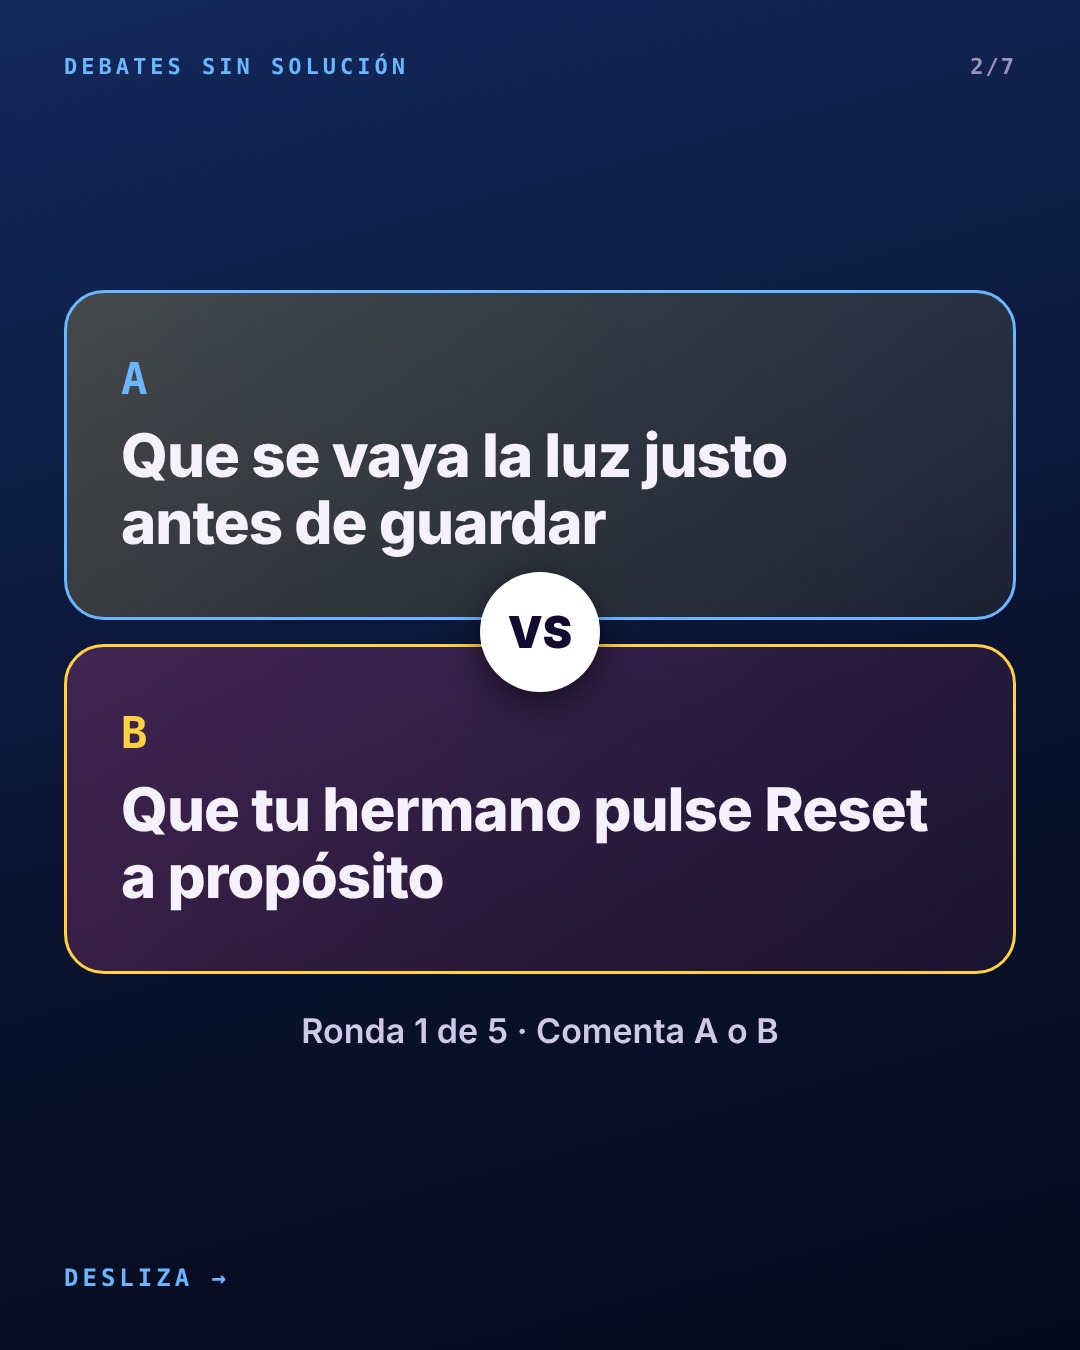 DEBATES SIN SOLUCIÓN
2/7
A
Que se vaya la luz justo
antes de guardar
VS
B
Que tu hermano pulse Reset
a propósito
Ronda 1 de 5 · Comenta A o B
DESLIZA →